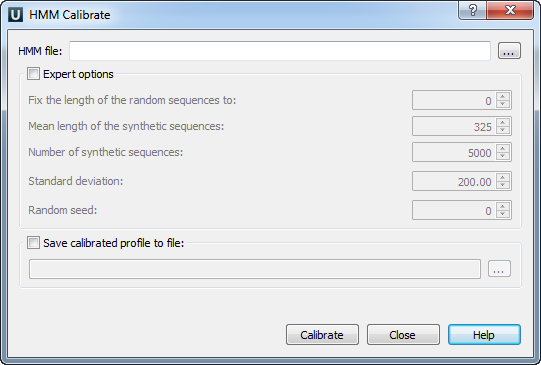 U HMM Calibrate ? X
HMM file: ...
Expert options
Fix the length of the random sequences to: 0
Mean length of the synthetic sequences: 325
Number of synthetic sequences: 5000
Standard deviation: 200.00
Random seed: 0
Save calibrated profile to file:
...
Calibrate Close Help